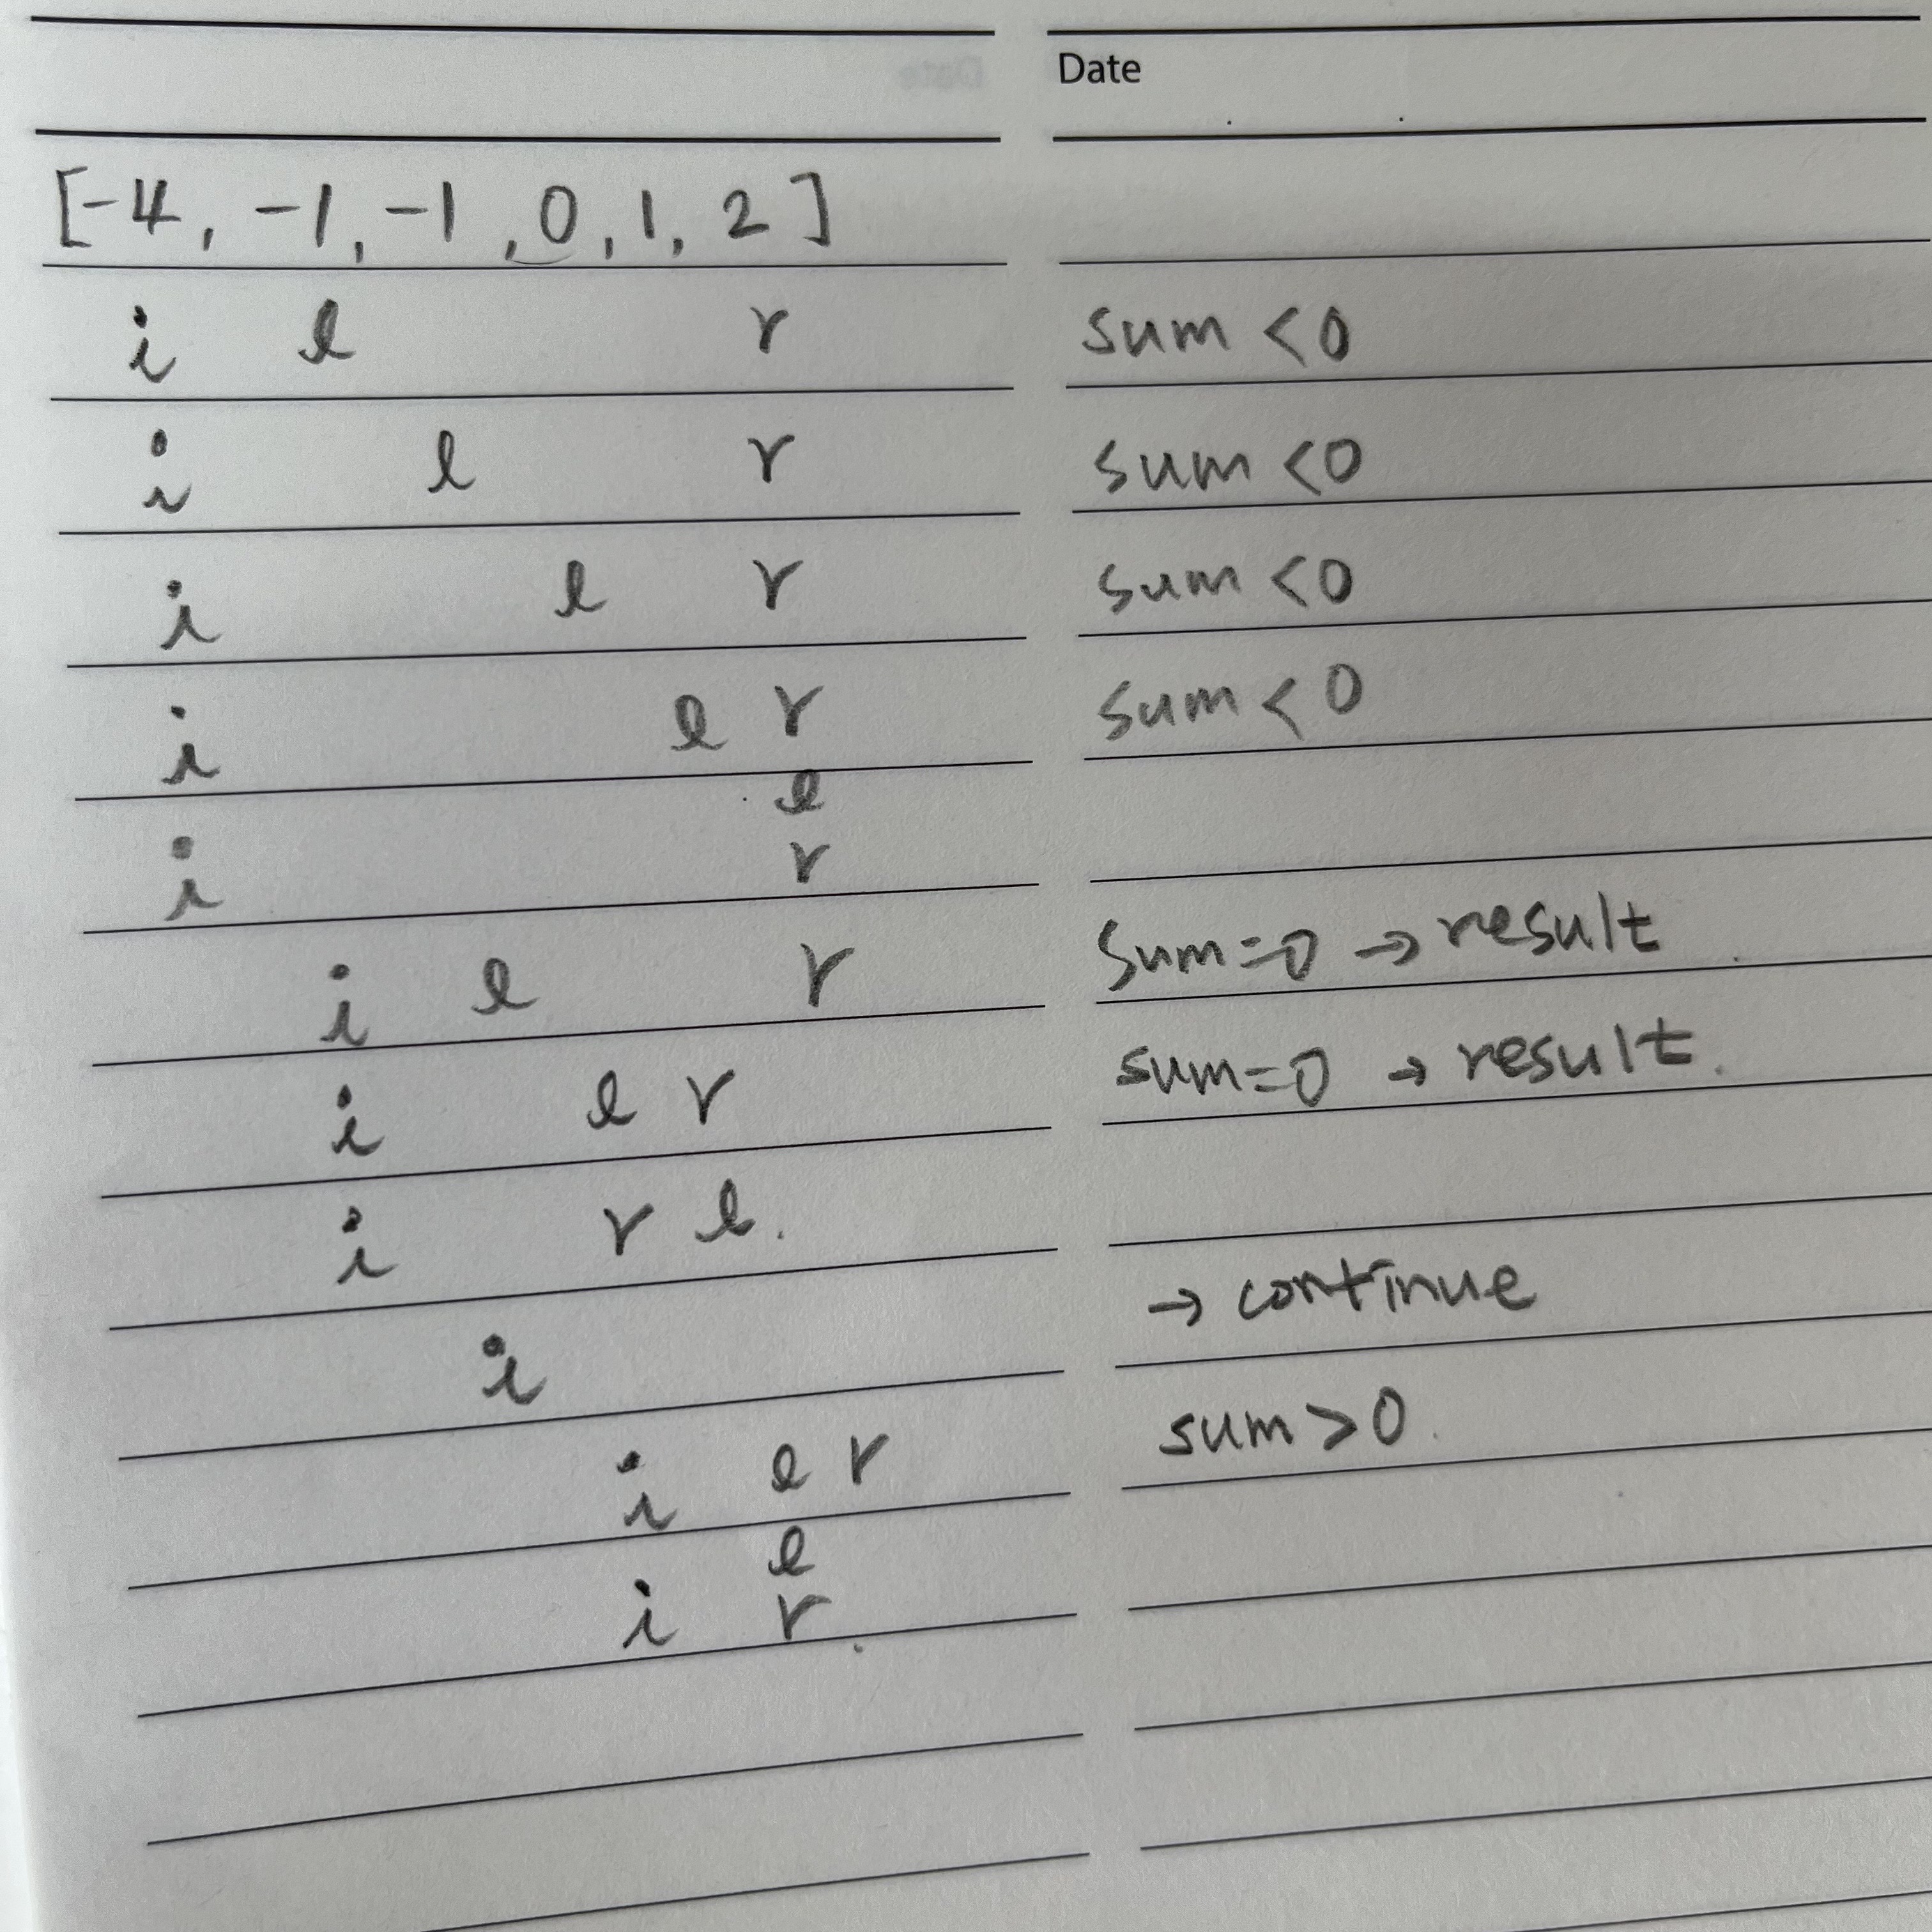 Date
[-4, -1, -1, 0, 1, 2]
i l r sum <0
i l r sum <0
i l r sum <0
i l r sum <0
l
i r
i l r sum=0 → result
i l r sum=0 → result.
i r l.
i → continue
i l r sum>0.
l
i r.